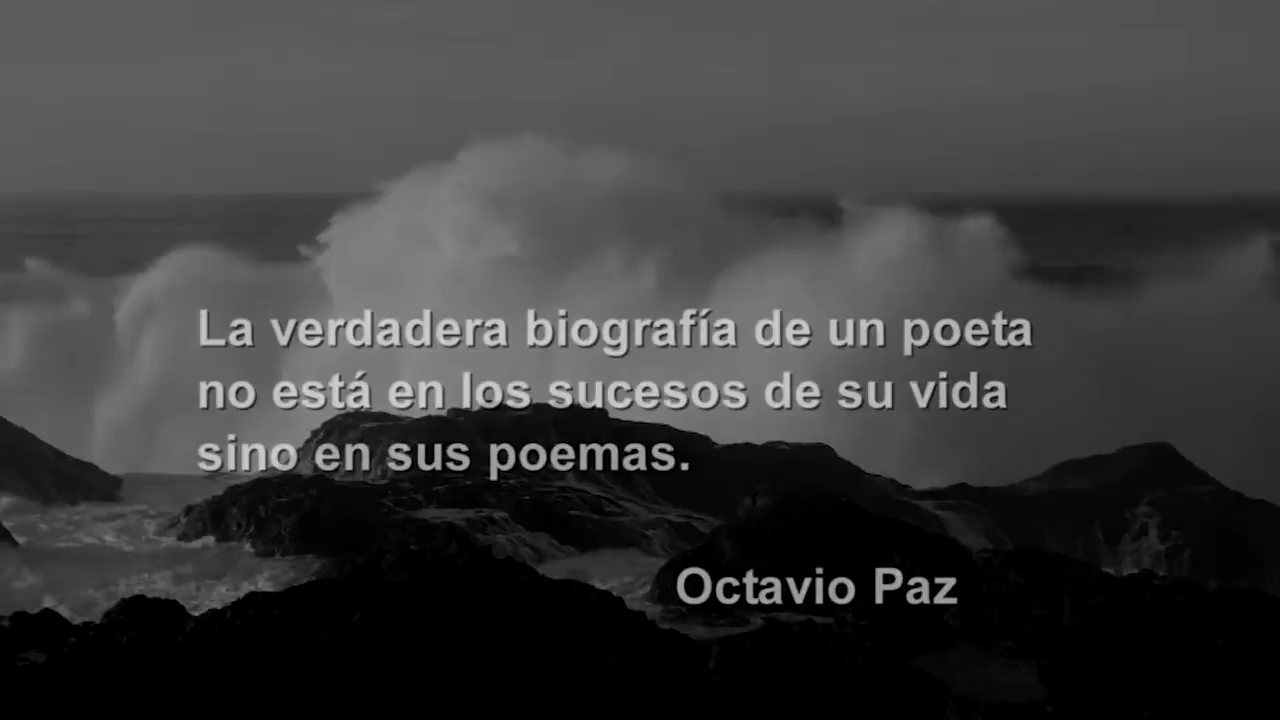 La verdadera biografía de un poeta
no está en los sucesos de su vida
sino en sus poemas.
Octavio Paz